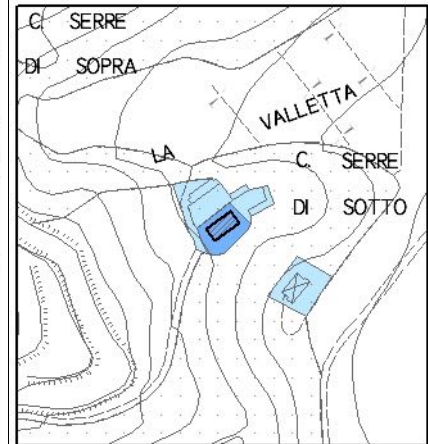 C. SERRE
DI SOPRA
VALLETTA
LA
C. SERRE
DI SOTTO